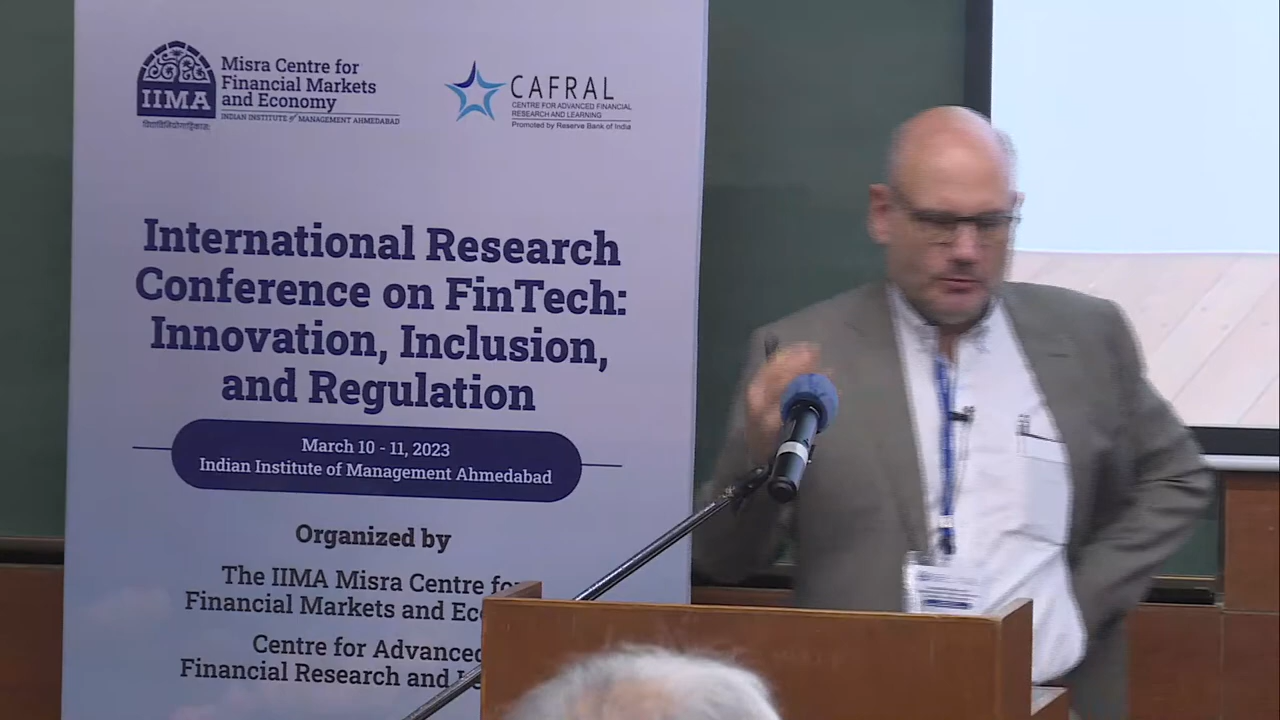 IIMA
Misra Centre for
Financial Markets
and Economy
INDIAN INSTITUTE of MANAGEMENT AHMEDABAD
CAFRAL
CENTRE FOR ADVANCED FINANCIAL
RESEARCH AND LEARNING
Promoted by Reserve Bank of India
International Research
Conference on FinTech:
Innovation, Inclusion,
and Regulation
March 10 - 11, 2023
Indian Institute of Management Ahmedabad
Organized by
The IIMA Misra Centre for
Financial Markets and Ec
Centre for Advanced
Financial Research and